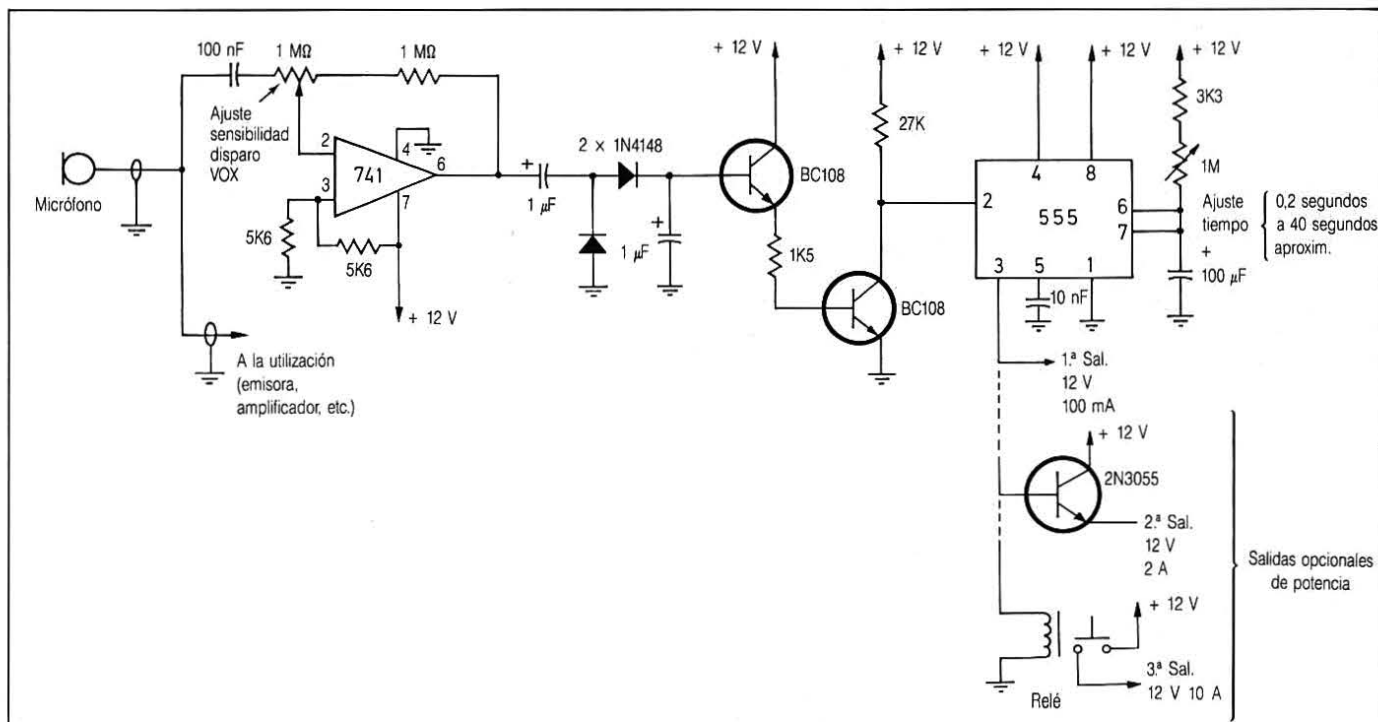 100 nF
1 MΩ
1 MΩ
Ajuste
sensibilidad
disparo
VOX
Micrófono
2
3
741
4
6
7
5K6
5K6
+ 12 V
A la utilización
(emisora,
amplificador, etc.)
+
1 µF
2 × 1N4148
1 µF
+
+ 12 V
BC108
1K5
BC108
+ 12 V
27K
+ 12 V
+ 12 V
+ 12 V
3K3
1M
4
8
2
555
6
7
3
5
1
10 nF
Ajuste
tiempo
0,2 segundos
a 40 segundos
aproxim.
+
100 µF
1.ª Sal.
12 V
100 mA
+ 12 V
2N3055
2.ª Sal.
12 V
2 A
Salidas opcionales
de potencia
+ 12 V
3.ª Sal.
12 V 10 A
Relé